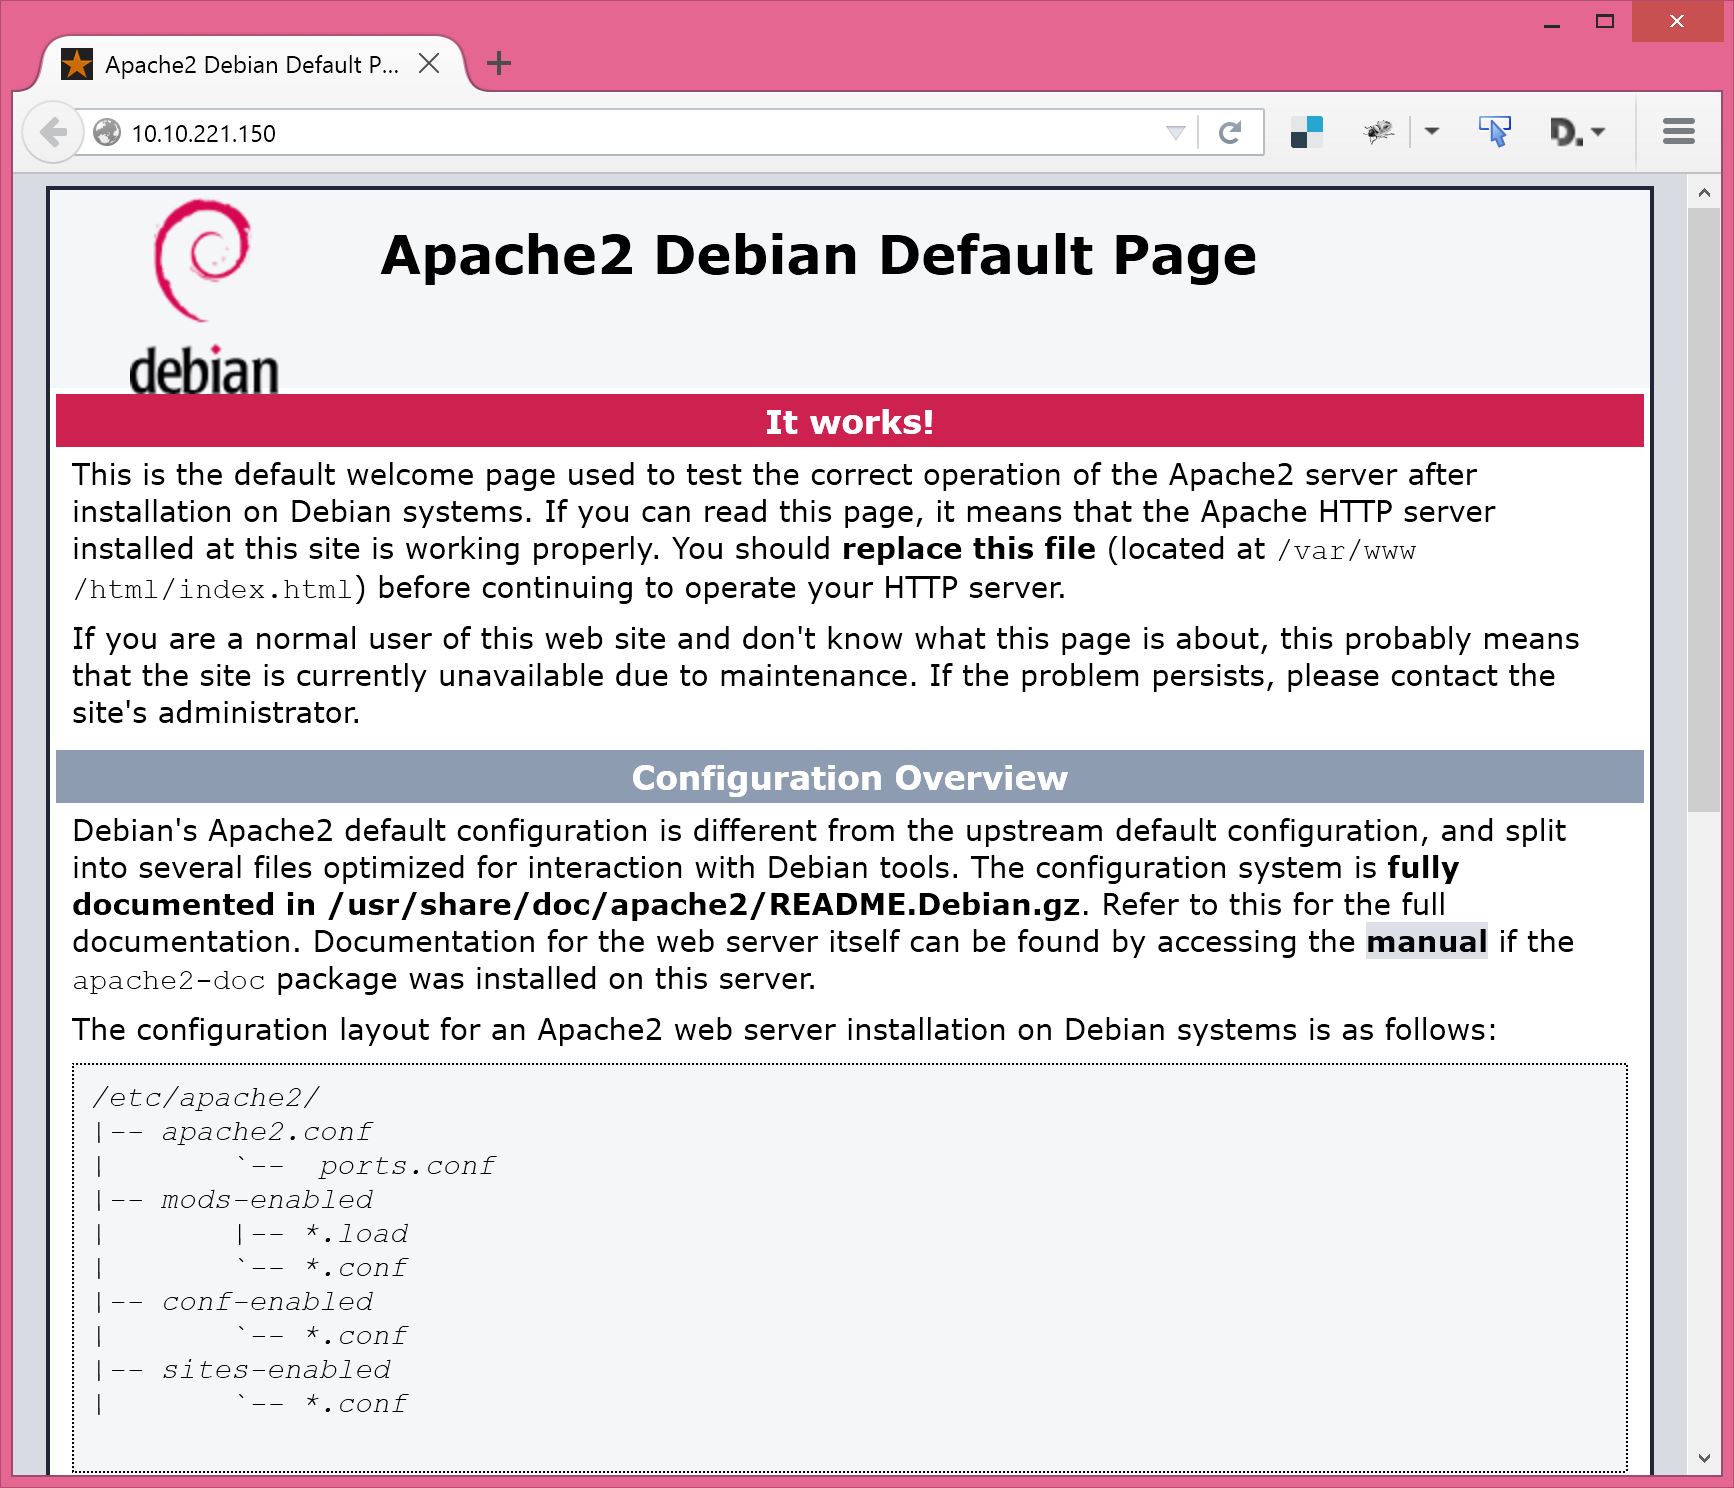 Apache2 Debian Default P...
10.10.221.150
D.
debian
Apache2 Debian Default Page
It works!
This is the default welcome page used to test the correct operation of the Apache2 server after
installation on Debian systems. If you can read this page, it means that the Apache HTTP server
installed at this site is working properly. You should replace this file (located at /var/www
/html/index.html) before continuing to operate your HTTP server.
If you are a normal user of this web site and don't know what this page is about, this probably means
that the site is currently unavailable due to maintenance. If the problem persists, please contact the
site's administrator.
Configuration Overview
Debian's Apache2 default configuration is different from the upstream default configuration, and split
into several files optimized for interaction with Debian tools. The configuration system is fully
documented in /usr/share/doc/apache2/README.Debian.gz. Refer to this for the full
documentation. Documentation for the web server itself can be found by accessing the manual if the
apache2-doc package was installed on this server.
The configuration layout for an Apache2 web server installation on Debian systems is as follows:
/etc/apache2/
|-- apache2.conf
|       `--  ports.conf
|-- mods-enabled
|       |-- *.load
|       `-- *.conf
|-- conf-enabled
|       `-- *.conf
|-- sites-enabled
|       `-- *.conf